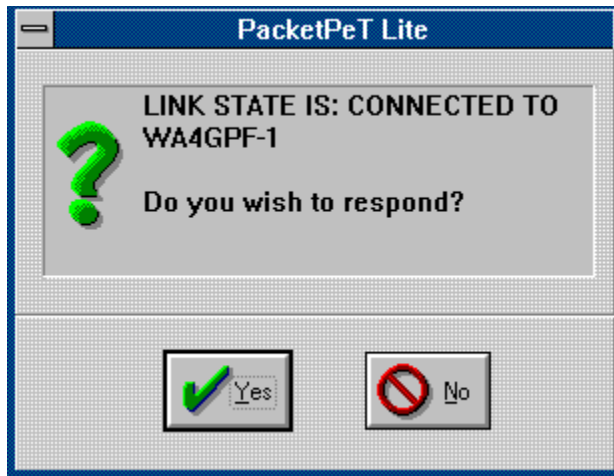 PacketPeT Lite
LINK STATE IS: CONNECTED TO
WA4GPF-1
Do you wish to respond?
Yes
No